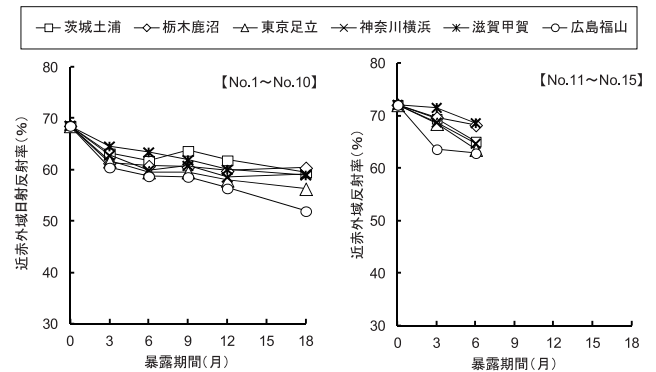 茨城土浦 栃木鹿沼 東京足立 神奈川横浜 滋賀甲賀 広島福山
80
70
60
50
40
30
0 3 6 9 12 15 18
近赤外域日射反射率(%)
暴露期間(月)
【No.1～No.10】
80
70
60
50
40
30
0 3 6 9 12 15 18
近赤外域反射率(%)
暴露期間(月)
【No.11～No.15】